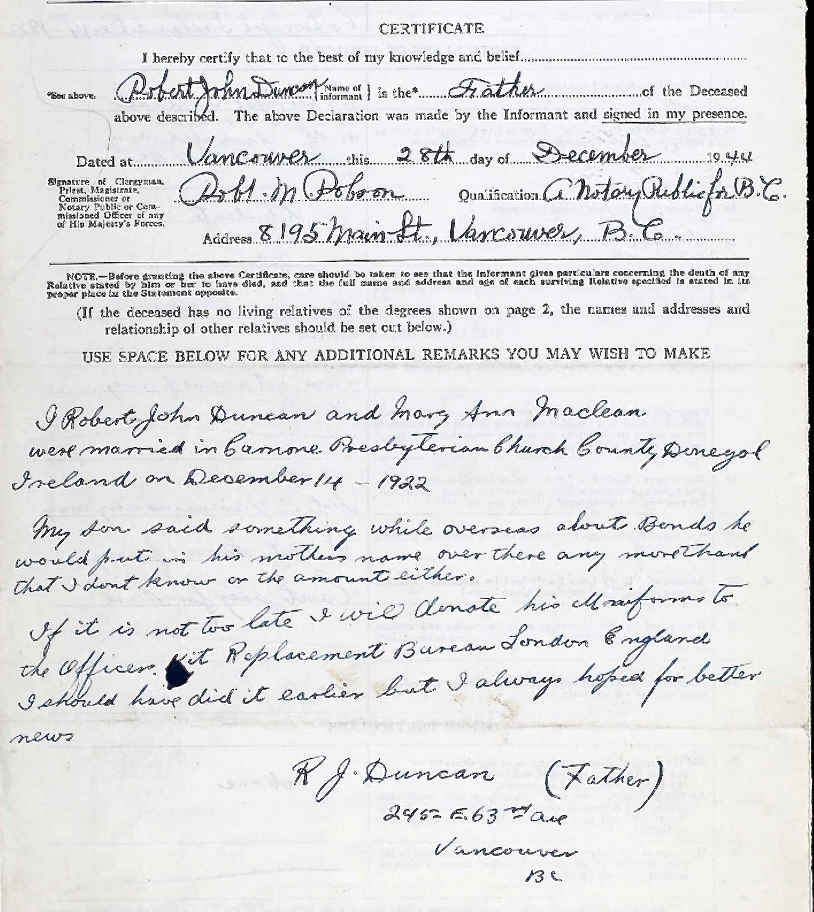 CERTIFICATE
I hereby certify that to the best of my knowledge and belief
*See above. Robert John Duncan {Name of informant} is the* Father of the Deceased
above described. The above Declaration was made by the Informant and signed in my presence.
Dated at Vancouver this 28th day of December 1944
Signature of Clergyman,
Priest, Magistrate,
Commissioner or
Notary Public or Com-
missioned Officer of any
of His Majesty's Forces.
Robt. M Dobson Qualification A Notary Public for B.C.
Address 8195 Main St., Vancouver, B.C.
NOTE.—Before granting the above Certificate, care should be taken to see that the Informant gives particulars concerning the death of any
Relative stated by him or her to have died, and that the full name and address and age of each surviving Relative specified is stated in its
proper place in the Statement opposite.
(If the deceased has no living relatives of the degrees shown on page 2, the names and addresses and
relationship of other relatives should be set out below.)
USE SPACE BELOW FOR ANY ADDITIONAL REMARKS YOU MAY WISH TO MAKE
I Robert John Duncan and Mary Ann Maclean
were married in Carnone Presbyterian Church County Donegol
Ireland on December 14 - 1922
My son said something while overseas about Bonds he
would put in his mothers name over there any more than
that I dont know or the amount either.
If it is not too late I will donate his Uniforms to
the Officers Kit Replacement Bureau London England
I should have did it earlier but I always hoped for better
news
R J. Duncan (Father)
245 E. 63rd Ave
Vancouver
BC